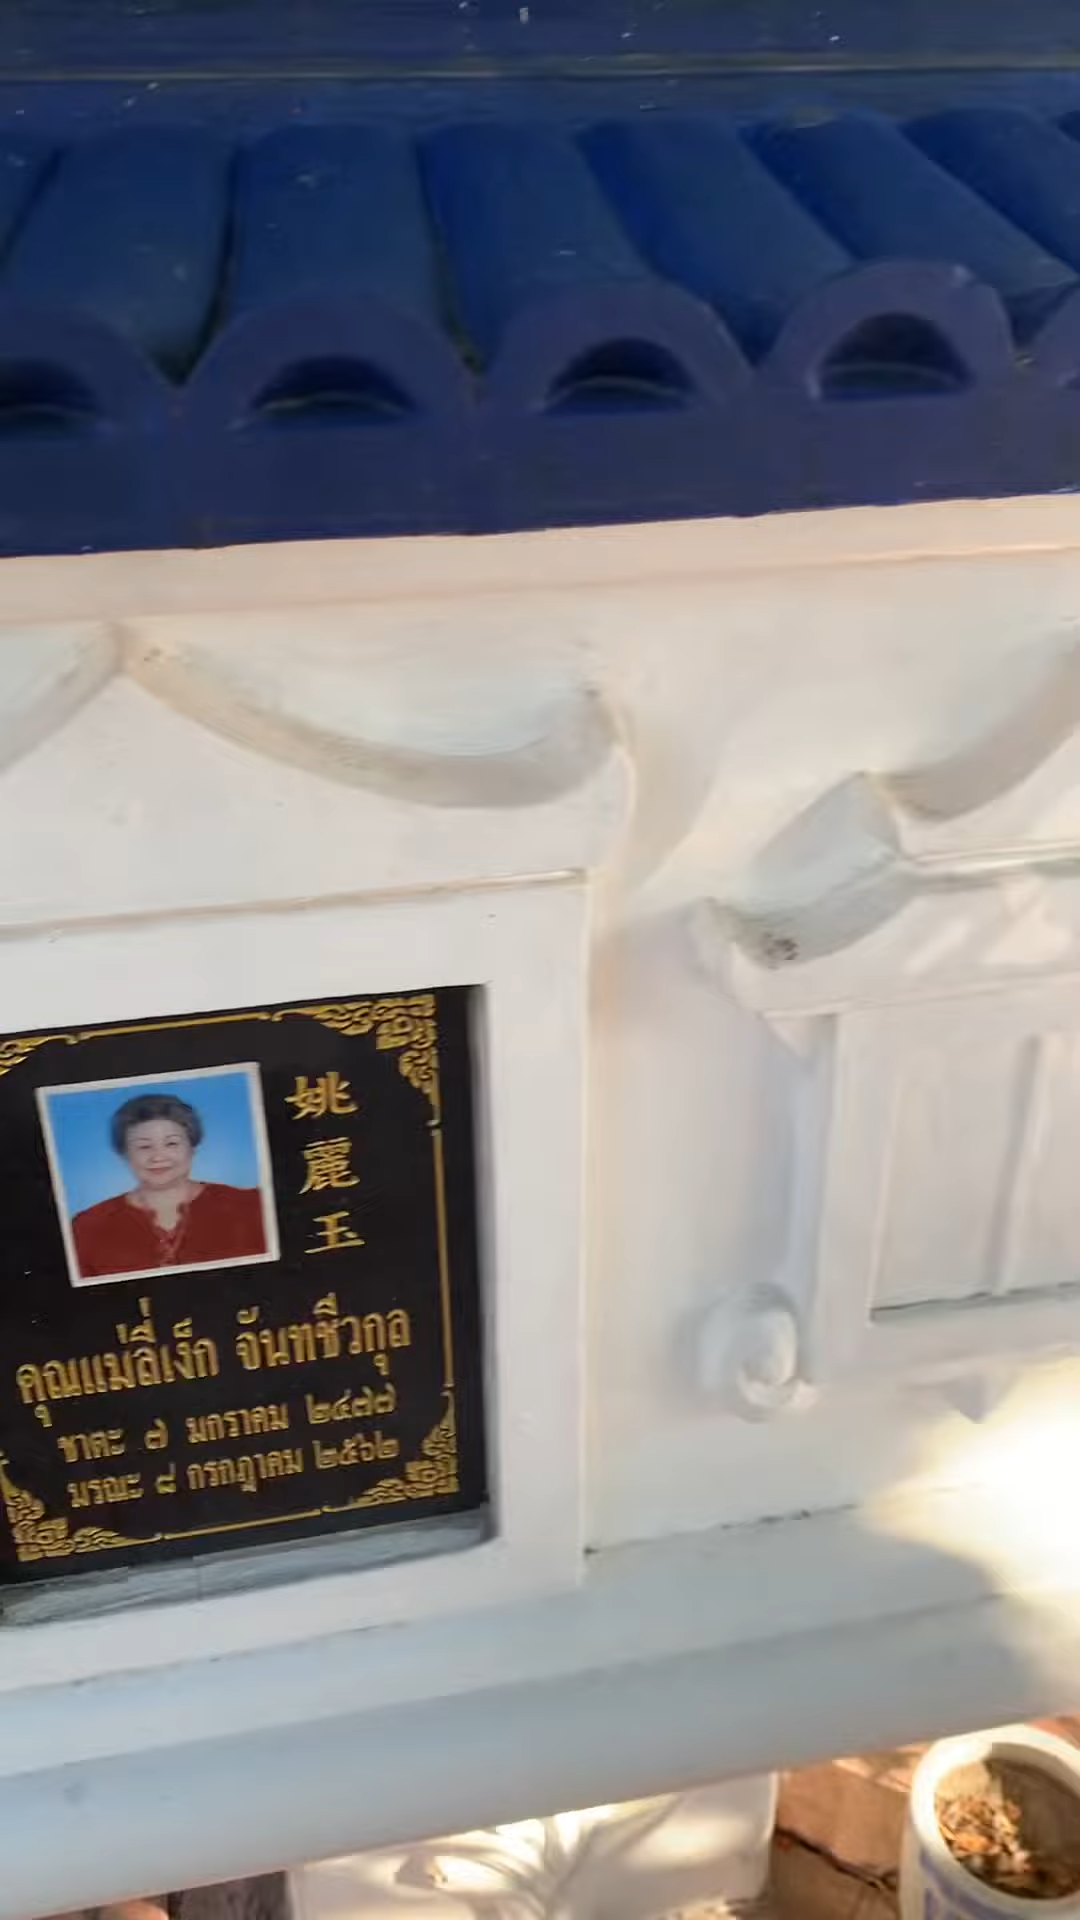 姚麗玉
คุณแม่ลี่เง็ก จันทชีวกุล
ชาตะ ๗ มกราคม ๒๔๗๗
มรณะ ๘ กรกฎาคม ๒๕๖๒